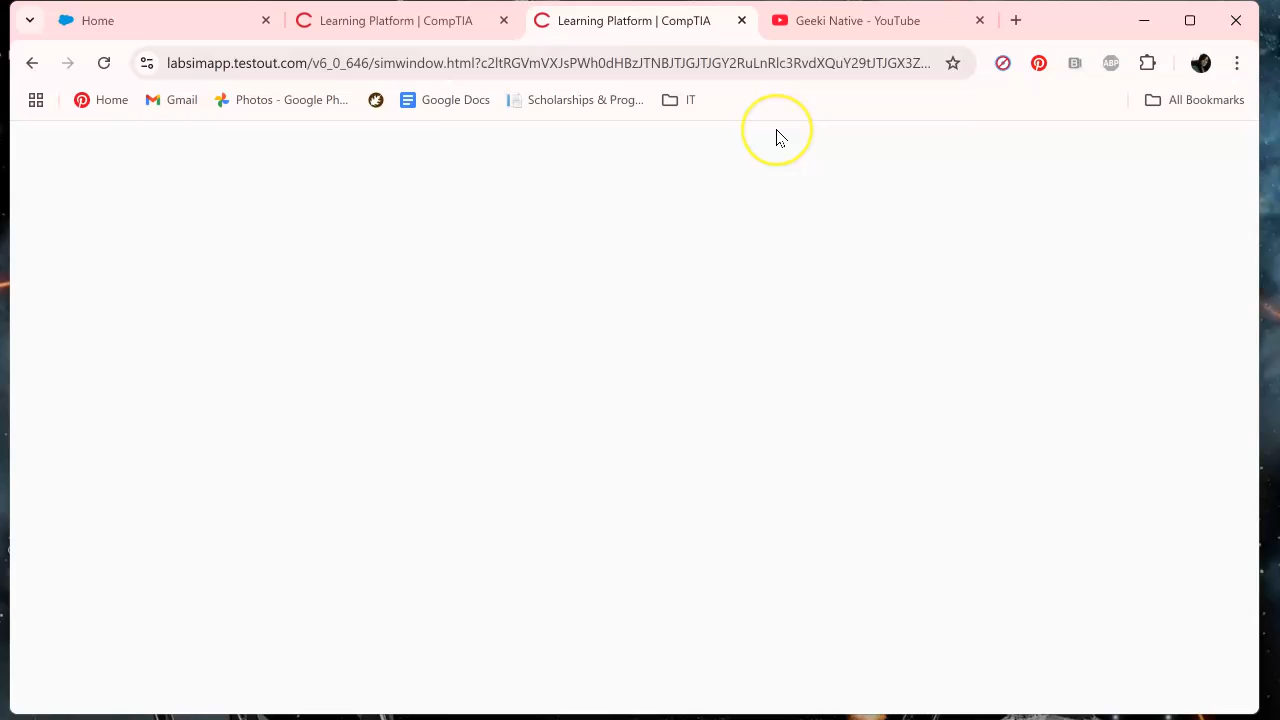 Home
Learning Platform | CompTIA
Learning Platform | CompTIA
Geeki Native - YouTube
labsimapp.testout.com/v6_0_646/simwindow.html?c2ltRGVmVXJsPWh0dHBzJTNBJTJGJTJGY2RuLnRlc3RvdXQuY29tJTJGX3Z...
ABP
Home
Gmail
Photos - Google Ph...
Google Docs
Scholarships & Prog...
IT
All Bookmarks